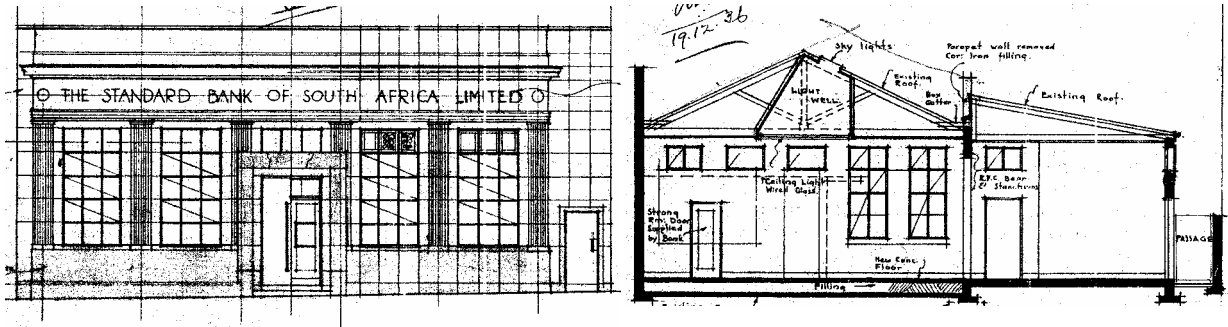 THE STANDARD BANK OF SOUTH AFRICA LIMITED
19.12.36
Sky lights
Parapet wall removed
Corr. Iron filling.
Existing
Roof.
Box
Gutter
Existing Roof.
LIGHT
WELL
Ceiling Light
Wired Glass.
R.F.C. Beam
& Stanchions
Strong
Rm. Door
Supplied
by Bank
PASSAGE
New Conc.
Floor
Filling